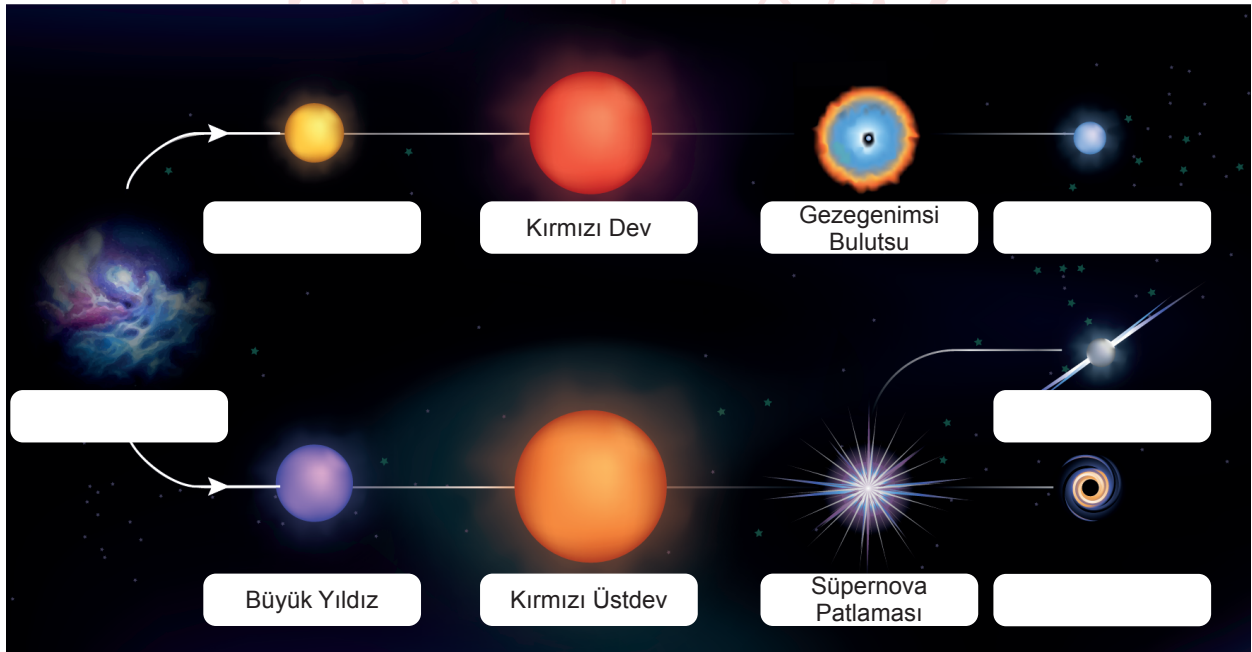 Kırmızı Dev
Gezegenimsi
Bulutsu
Büyük Yıldız
Kırmızı Üstdev
Süpernova
Patlaması